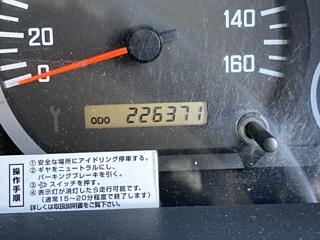 20
0
140
160
ODO 226371
操作手順
①安全な場所にアイドリング停車する。
②ギヤをニュートラルにし、
パーキングブレーキを引く。
③スイッチを押す。
④表示灯が消灯したら走行可能です。
(通常15～20分程度で終了します)
詳しくは取扱説明書をご覧下さい。